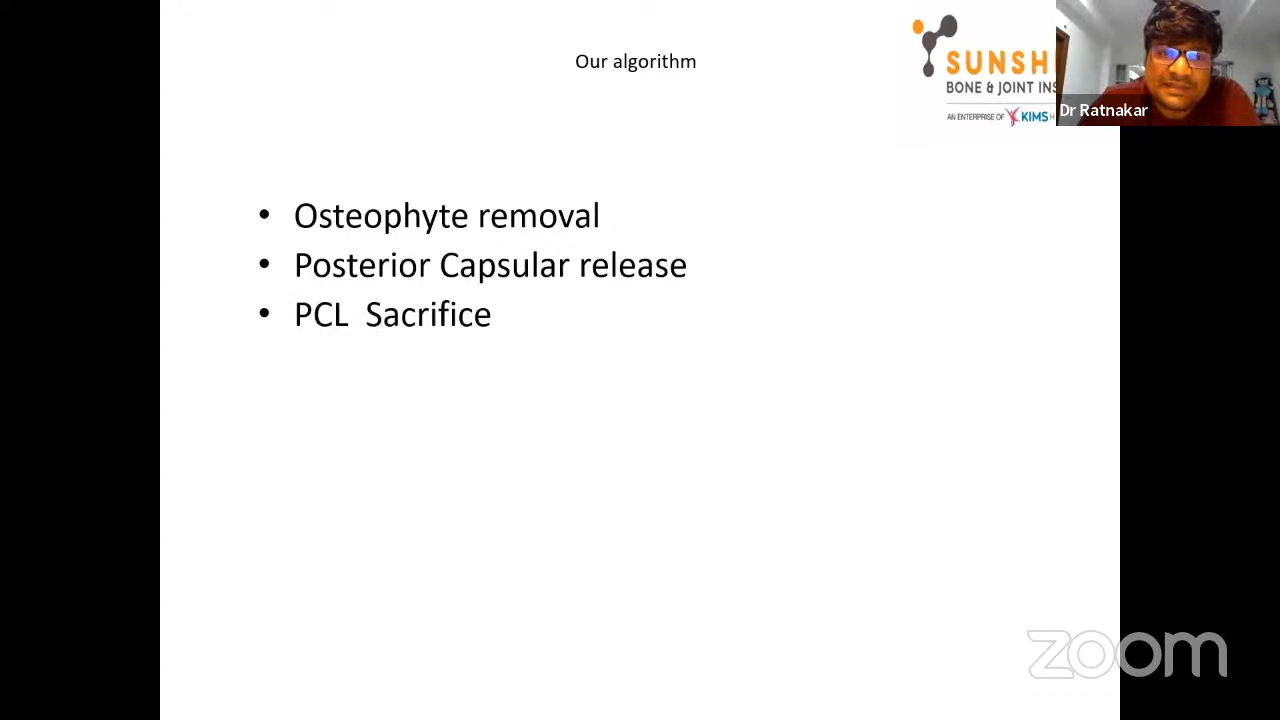 Our algorithm
SUNSHI
BONE & JOINT INS
AN ENTERPRISE OF KIMS H
Dr Ratnakar
• Osteophyte removal
• Posterior Capsular release
• PCL Sacrifice
zoom